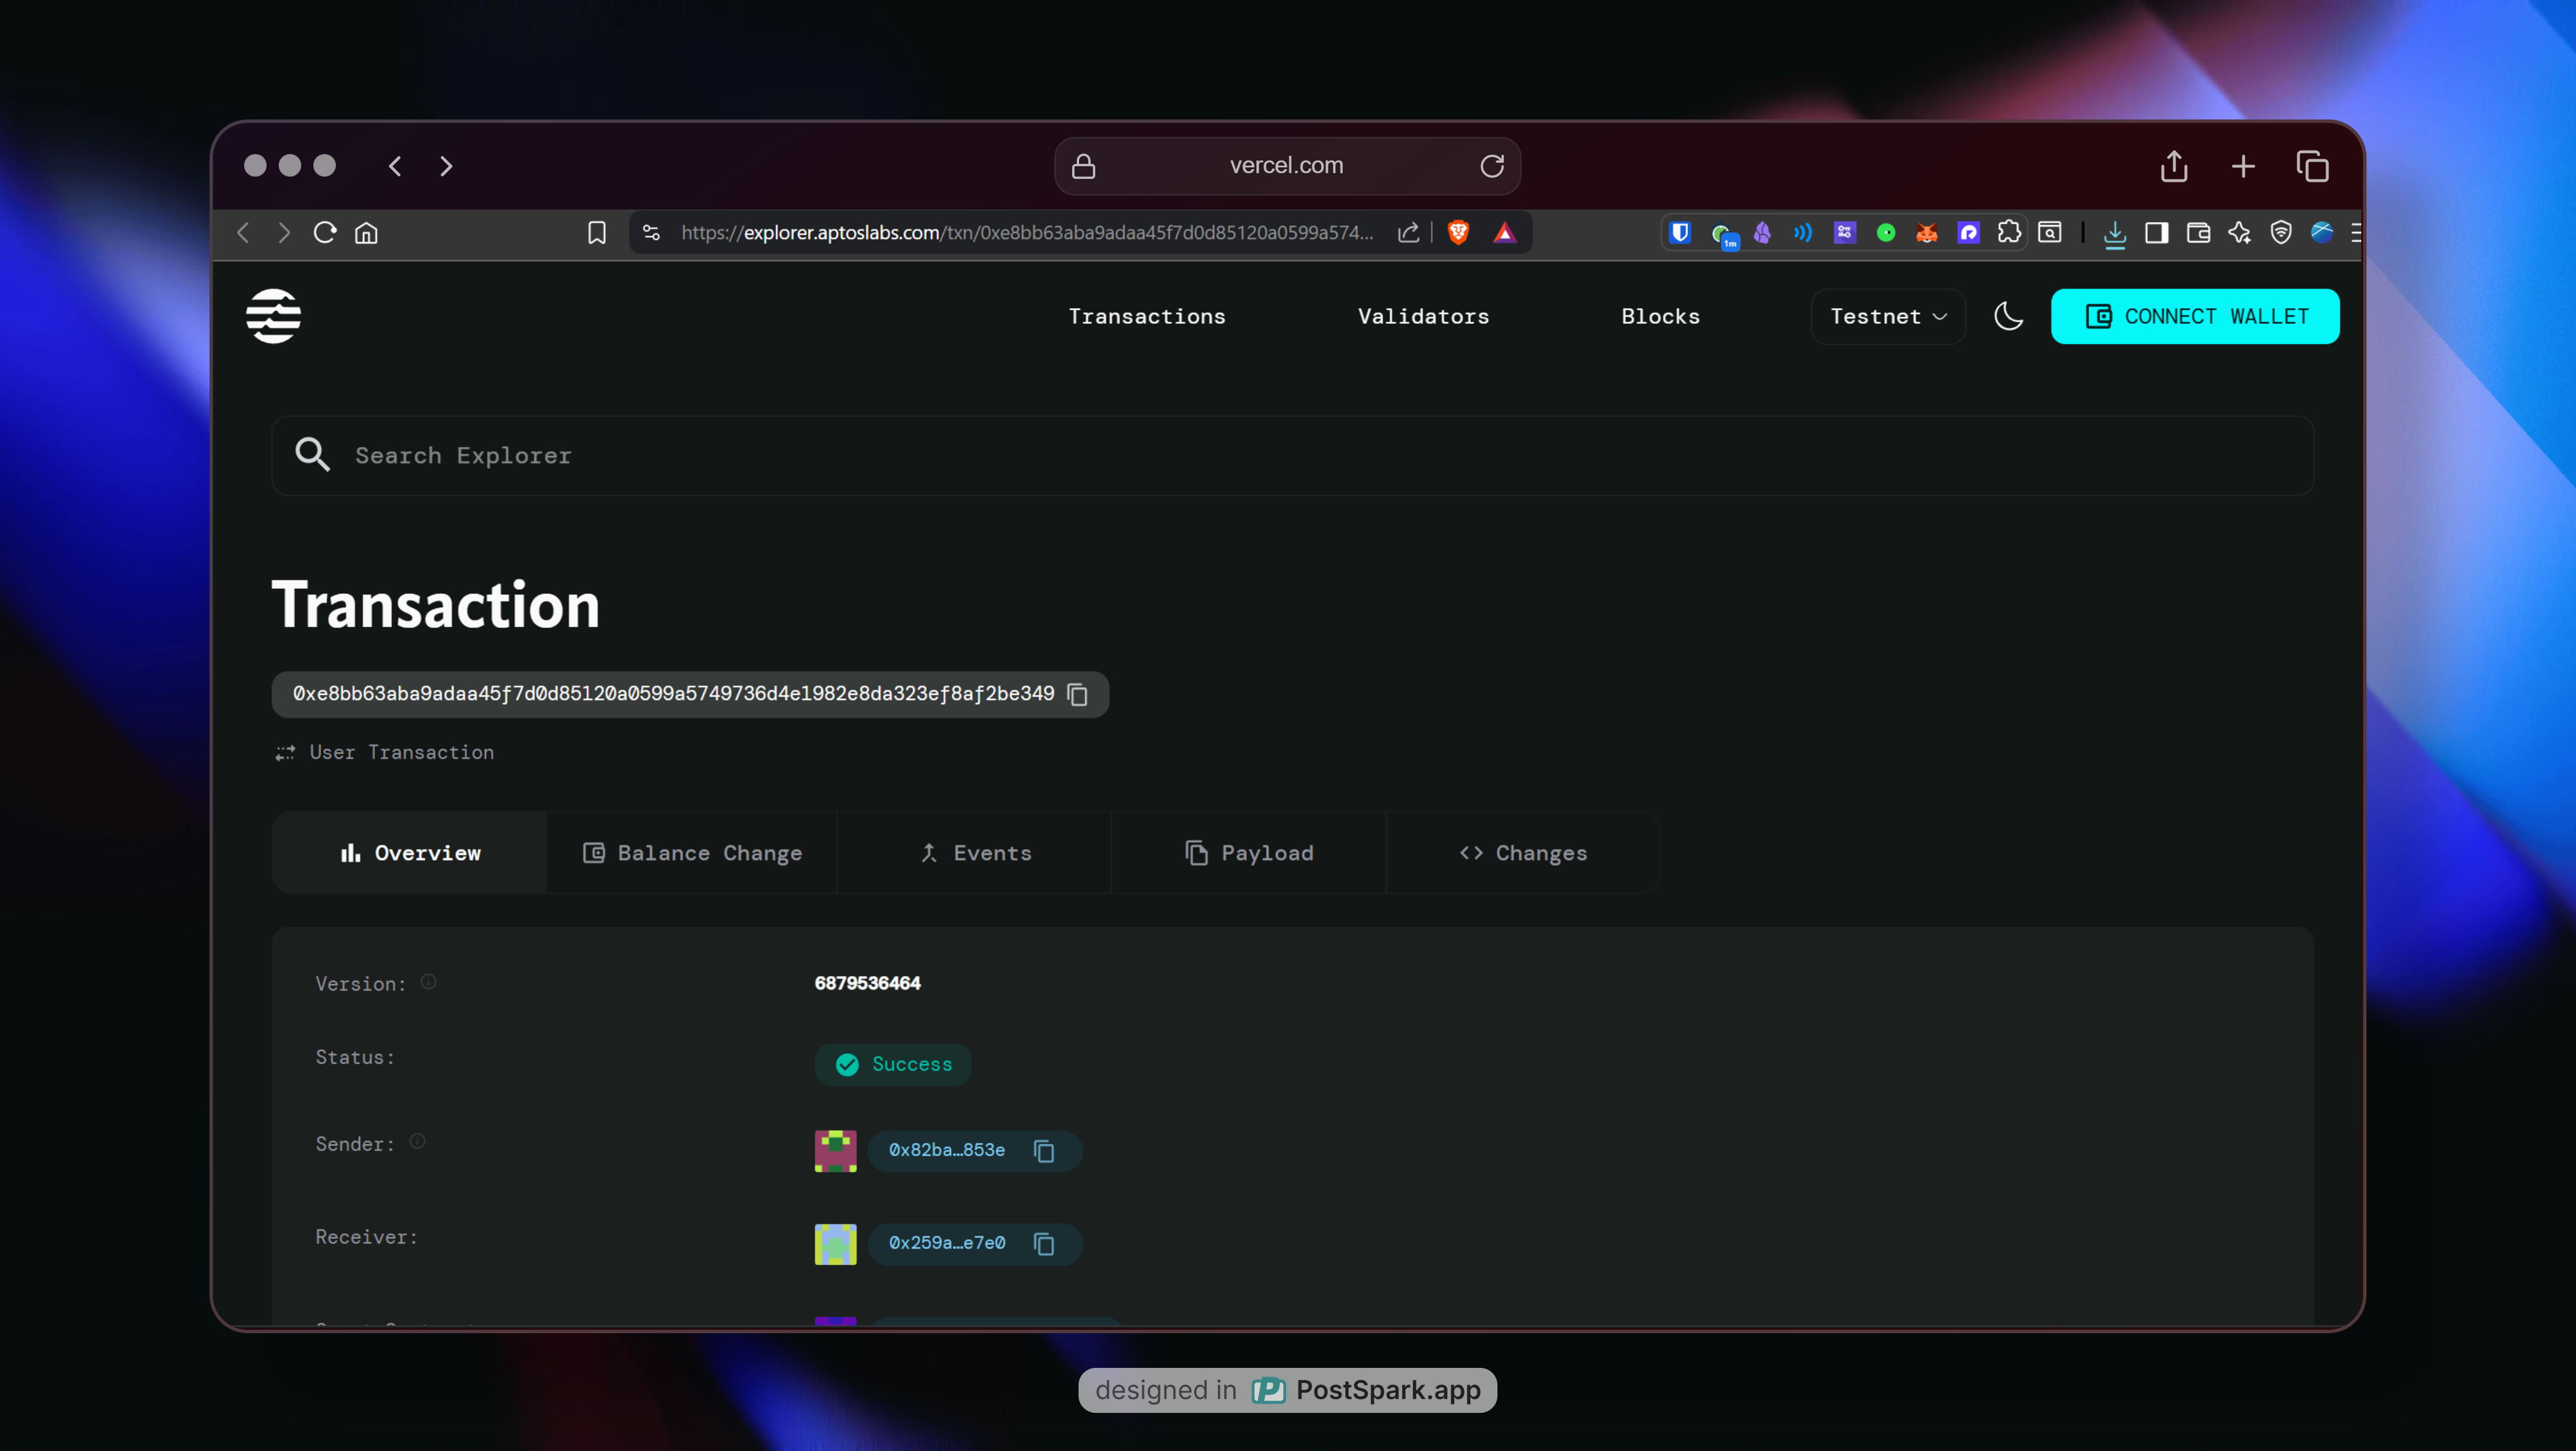 vercel.com
https://explorer.aptoslabs.com/txn/0xe8bb63aba9adaa45f7d0d85120a0599a574...
1m
Transactions
Validators
Blocks
Testnet
CONNECT WALLET
Search Explorer
Transaction
0xe8bb63aba9adaa45f7d0d85120a0599a5749736d4e1982e8da323ef8af2be349
User Transaction
Overview
Balance Change
Events
Payload
Changes
Version:
6879536464
Status:
Success
Sender:
0x82ba…853e
Receiver:
0x259a…e7e0
designed in PostSpark.app